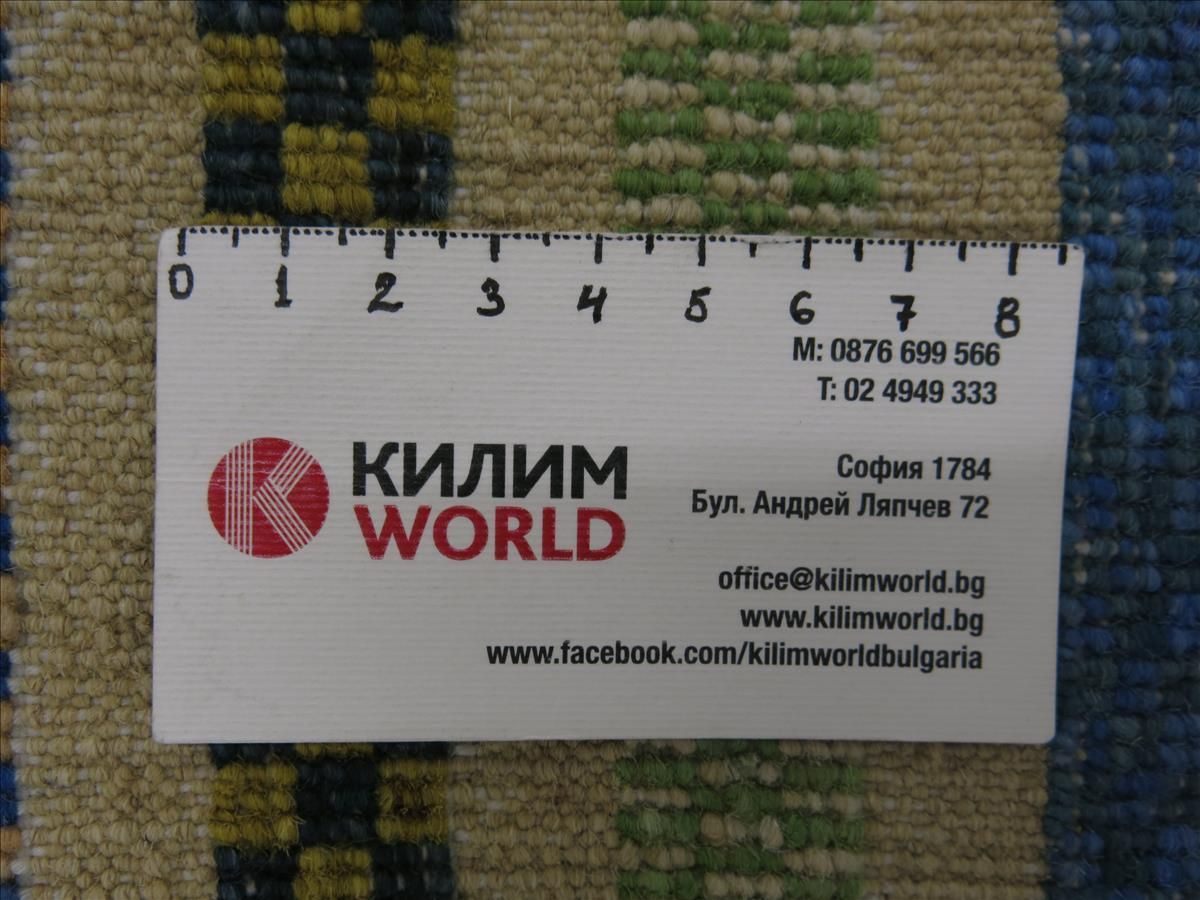 0 1 2 3 4 5 6 7 8
М: 0876 699 566
Т: 02 4949 333
КИЛИМ
WORLD
София 1784
Бул. Андрей Ляпчев 72
office@kilimworld.bg
www.kilimworld.bg
www.facebook.com/kilimworldbulgaria